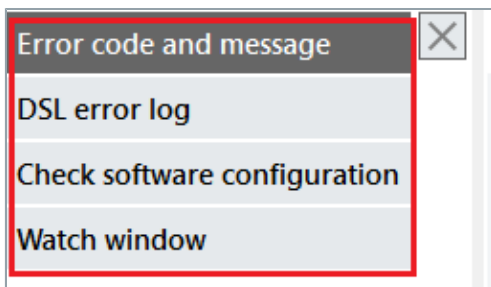 Error code and message
DSL error log
Check software configuration
Watch window